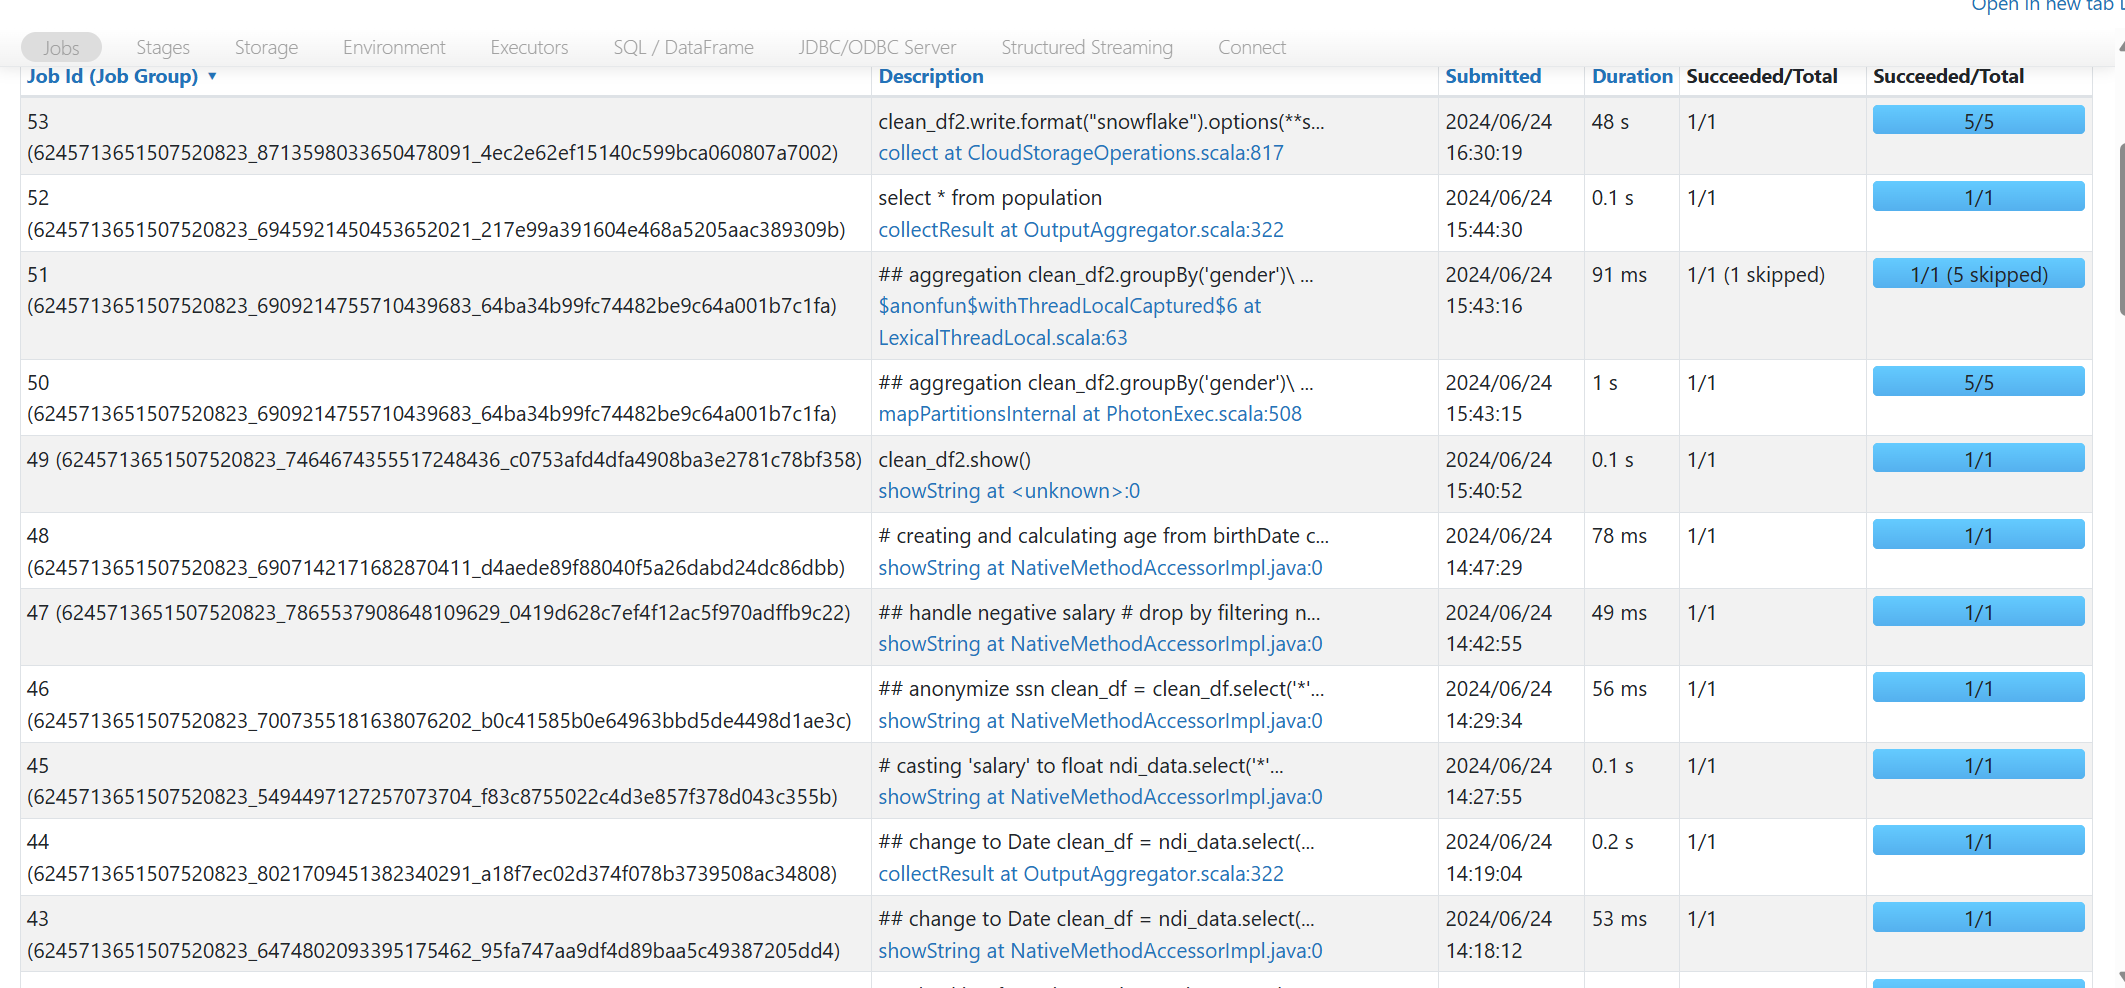 Open in new tab
Jobs Stages Storage Environment Executors SQL / DataFrame JDBC/ODBC Server Structured Streaming Connect
Job Id (Job Group) ▼ Description Submitted Duration Succeeded/Total Succeeded/Total
53 clean_df2.write.format("snowflake").options(**s... 2024/06/24 48 s 1/1 5/5
(6245713651507520823_8713598033650478091_4ec2e62ef15140c599bca060807a7002) collect at CloudStorageOperations.scala:817 16:30:19
52 select * from population 2024/06/24 0.1 s 1/1 1/1
(6245713651507520823_6945921450453652021_217e99a391604e468a5205aac389309b) collectResult at OutputAggregator.scala:322 15:44:30
51 ## aggregation clean_df2.groupBy('gender')\ ... 2024/06/24 91 ms 1/1 (1 skipped) 1/1 (5 skipped)
(6245713651507520823_6909214755710439683_64ba34b99fc74482be9c64a001b7c1fa) $anonfun$withThreadLocalCaptured$6 at 15:43:16
LexicalThreadLocal.scala:63
50 ## aggregation clean_df2.groupBy('gender')\ ... 2024/06/24 1 s 1/1 5/5
(6245713651507520823_6909214755710439683_64ba34b99fc74482be9c64a001b7c1fa) mapPartitionsInternal at PhotonExec.scala:508 15:43:15
49 (6245713651507520823_7464674355517248436_c0753afd4dfa4908ba3e2781c78bf358) clean_df2.show() 2024/06/24 0.1 s 1/1 1/1
showString at <unknown>:0 15:40:52
48 # creating and calculating age from birthDate c... 2024/06/24 78 ms 1/1 1/1
(6245713651507520823_6907142171682870411_d4aede89f88040f5a26dabd24dc86dbb) showString at NativeMethodAccessorImpl.java:0 14:47:29
47 (6245713651507520823_7865537908648109629_0419d628c7ef4f12ac5f970adffb9c22) ## handle negative salary # drop by filtering n... 2024/06/24 49 ms 1/1 1/1
showString at NativeMethodAccessorImpl.java:0 14:42:55
46 ## anonymize ssn clean_df = clean_df.select('*'... 2024/06/24 56 ms 1/1 1/1
(6245713651507520823_7007355181638076202_b0c41585b0e64963bbd5de4498d1ae3c) showString at NativeMethodAccessorImpl.java:0 14:29:34
45 # casting 'salary' to float ndi_data.select('*'... 2024/06/24 0.1 s 1/1 1/1
(6245713651507520823_5494497127257073704_f83c8755022c4d3e857f378d043c355b) showString at NativeMethodAccessorImpl.java:0 14:27:55
44 ## change to Date clean_df = ndi_data.select(... 2024/06/24 0.2 s 1/1 1/1
(6245713651507520823_8021709451382340291_a18f7ec02d374f078b3739508ac34808) collectResult at OutputAggregator.scala:322 14:19:04
43 ## change to Date clean_df = ndi_data.select(... 2024/06/24 53 ms 1/1 1/1
(6245713651507520823_6474802093395175462_95fa747aa9df4d89baa5c49387205dd4) showString at NativeMethodAccessorImpl.java:0 14:18:12